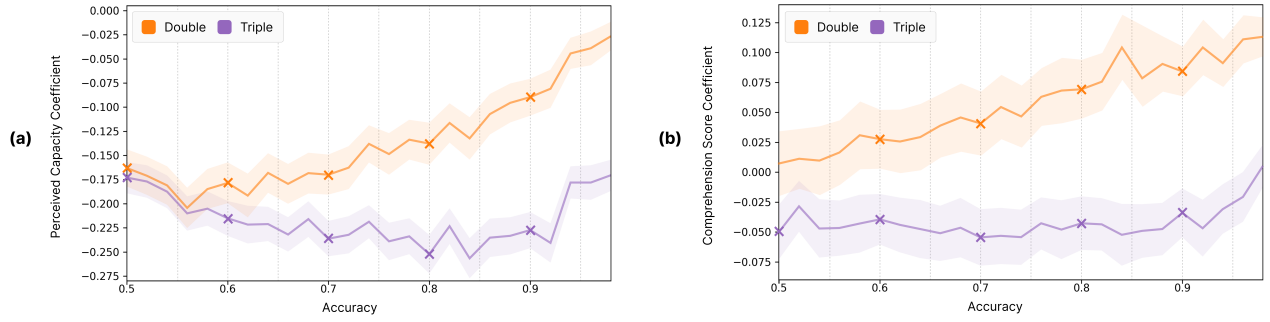 (a)
Perceived Capacity Coefficient
0.000
−0.025
−0.050
−0.075
−0.100
−0.125
−0.150
−0.175
−0.200
−0.225
−0.250
−0.275
Double Triple
0.5 0.6 0.7 0.8 0.9
Accuracy
(b)
Comprehension Score Coefficient
0.125
0.100
0.075
0.050
0.025
0.000
−0.025
−0.050
−0.075
Double Triple
0.5 0.6 0.7 0.8 0.9
Accuracy